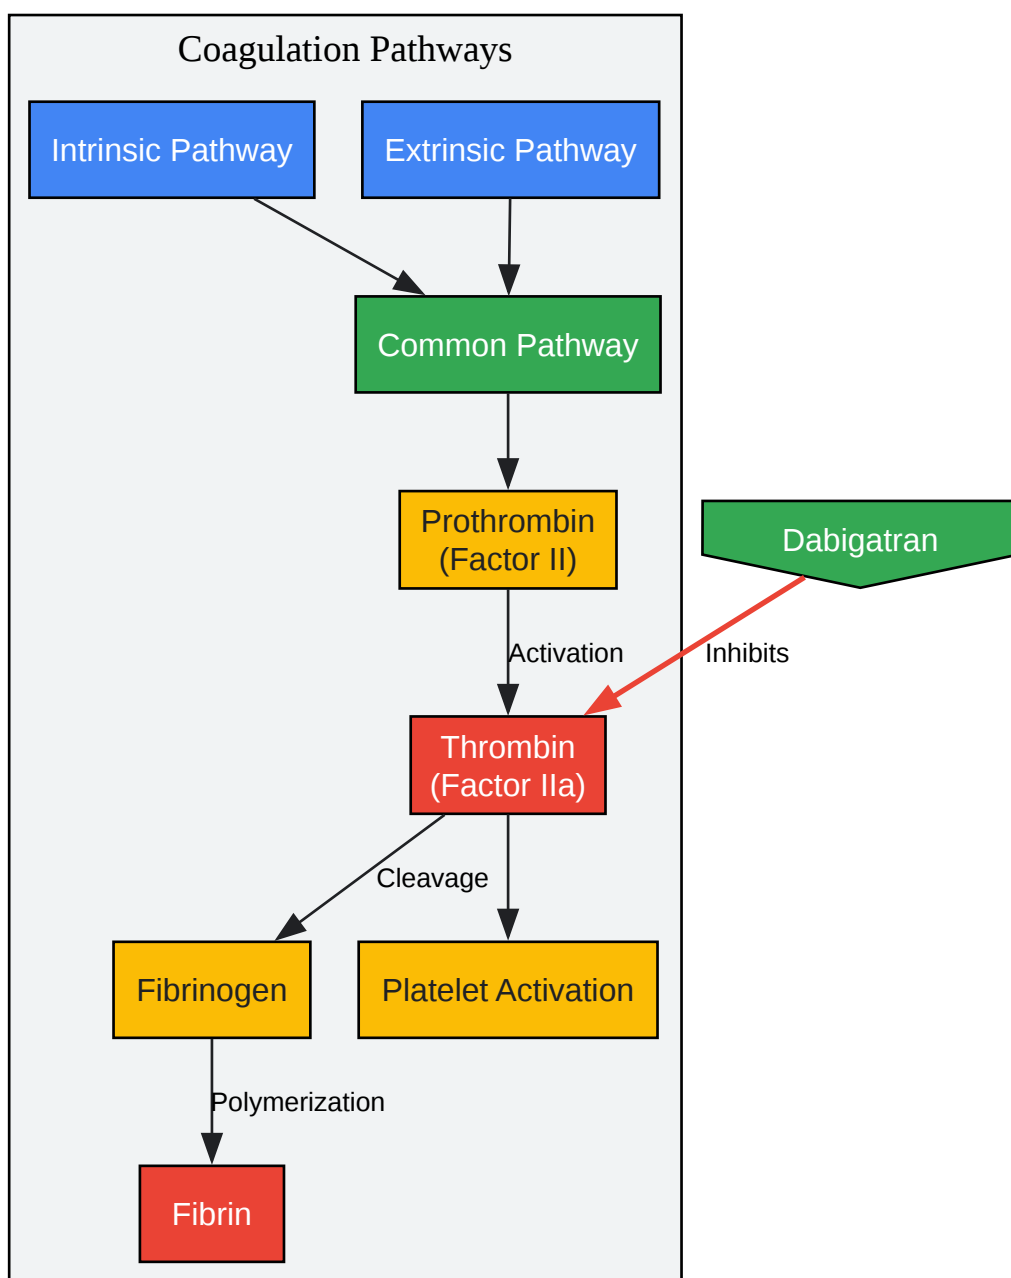 Coagulation Pathways
Intrinsic Pathway
Extrinsic Pathway
Common Pathway
Prothrombin
(Factor II)
Dabigatran
Activation
Inhibits
Thrombin
(Factor IIa)
Cleavage
Fibrinogen
Platelet Activation
Polymerization
Fibrin